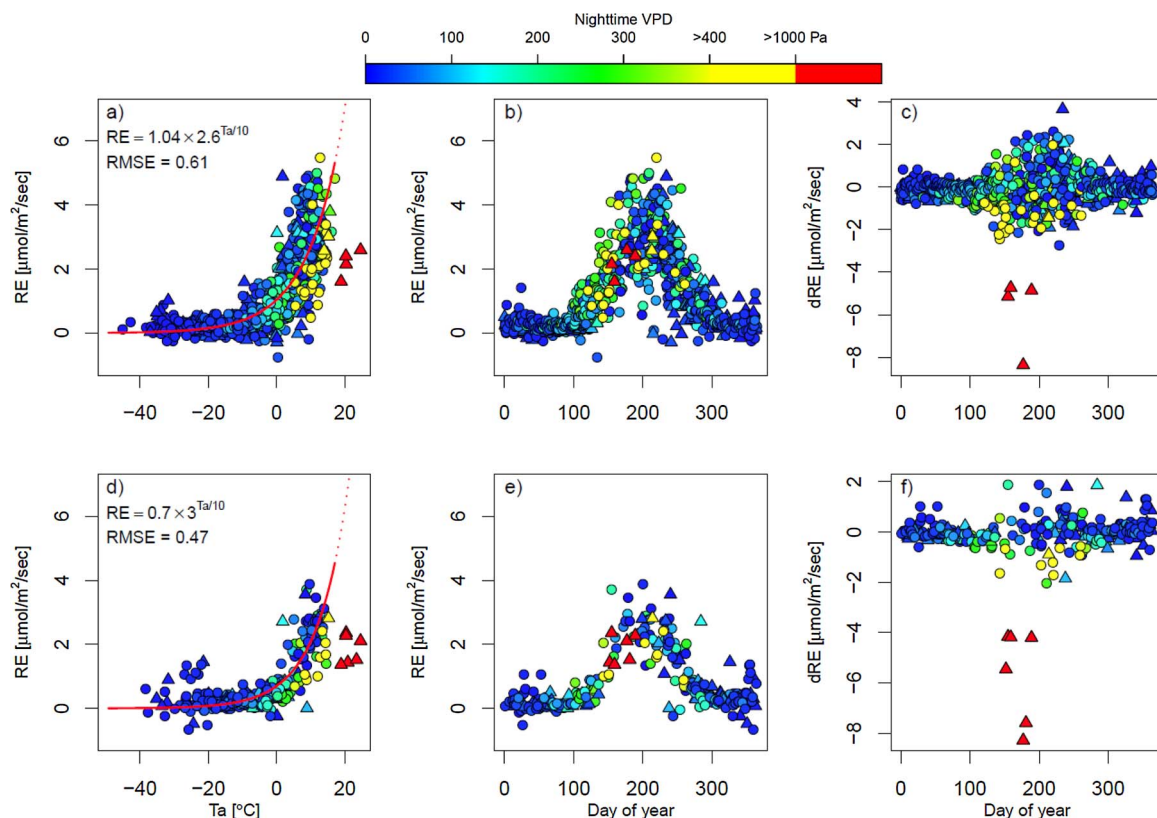 Nighttime VPD
0 100 200 300 >400 >1000 Pa
a)
RE = 1.04 × 2.6^Ta/10
RMSE = 0.61
RE [µmol/m²/sec]
6
4
2
0
−40 −20 0 20
b)
RE [µmol/m²/sec]
6
4
2
0
0 100 200 300
c)
dRE [µmol/m²/sec]
4
2
0
−2
−4
−6
−8
0 100 200 300
d)
RE = 0.7 × 3^Ta/10
RMSE = 0.47
RE [µmol/m²/sec]
6
4
2
0
−40 −20 0 20
Ta [°C]
e)
RE [µmol/m²/sec]
6
4
2
0
0 100 200 300
Day of year
f)
dRE [µmol/m²/sec]
2
0
−2
−4
−6
−8
0 100 200 300
Day of year